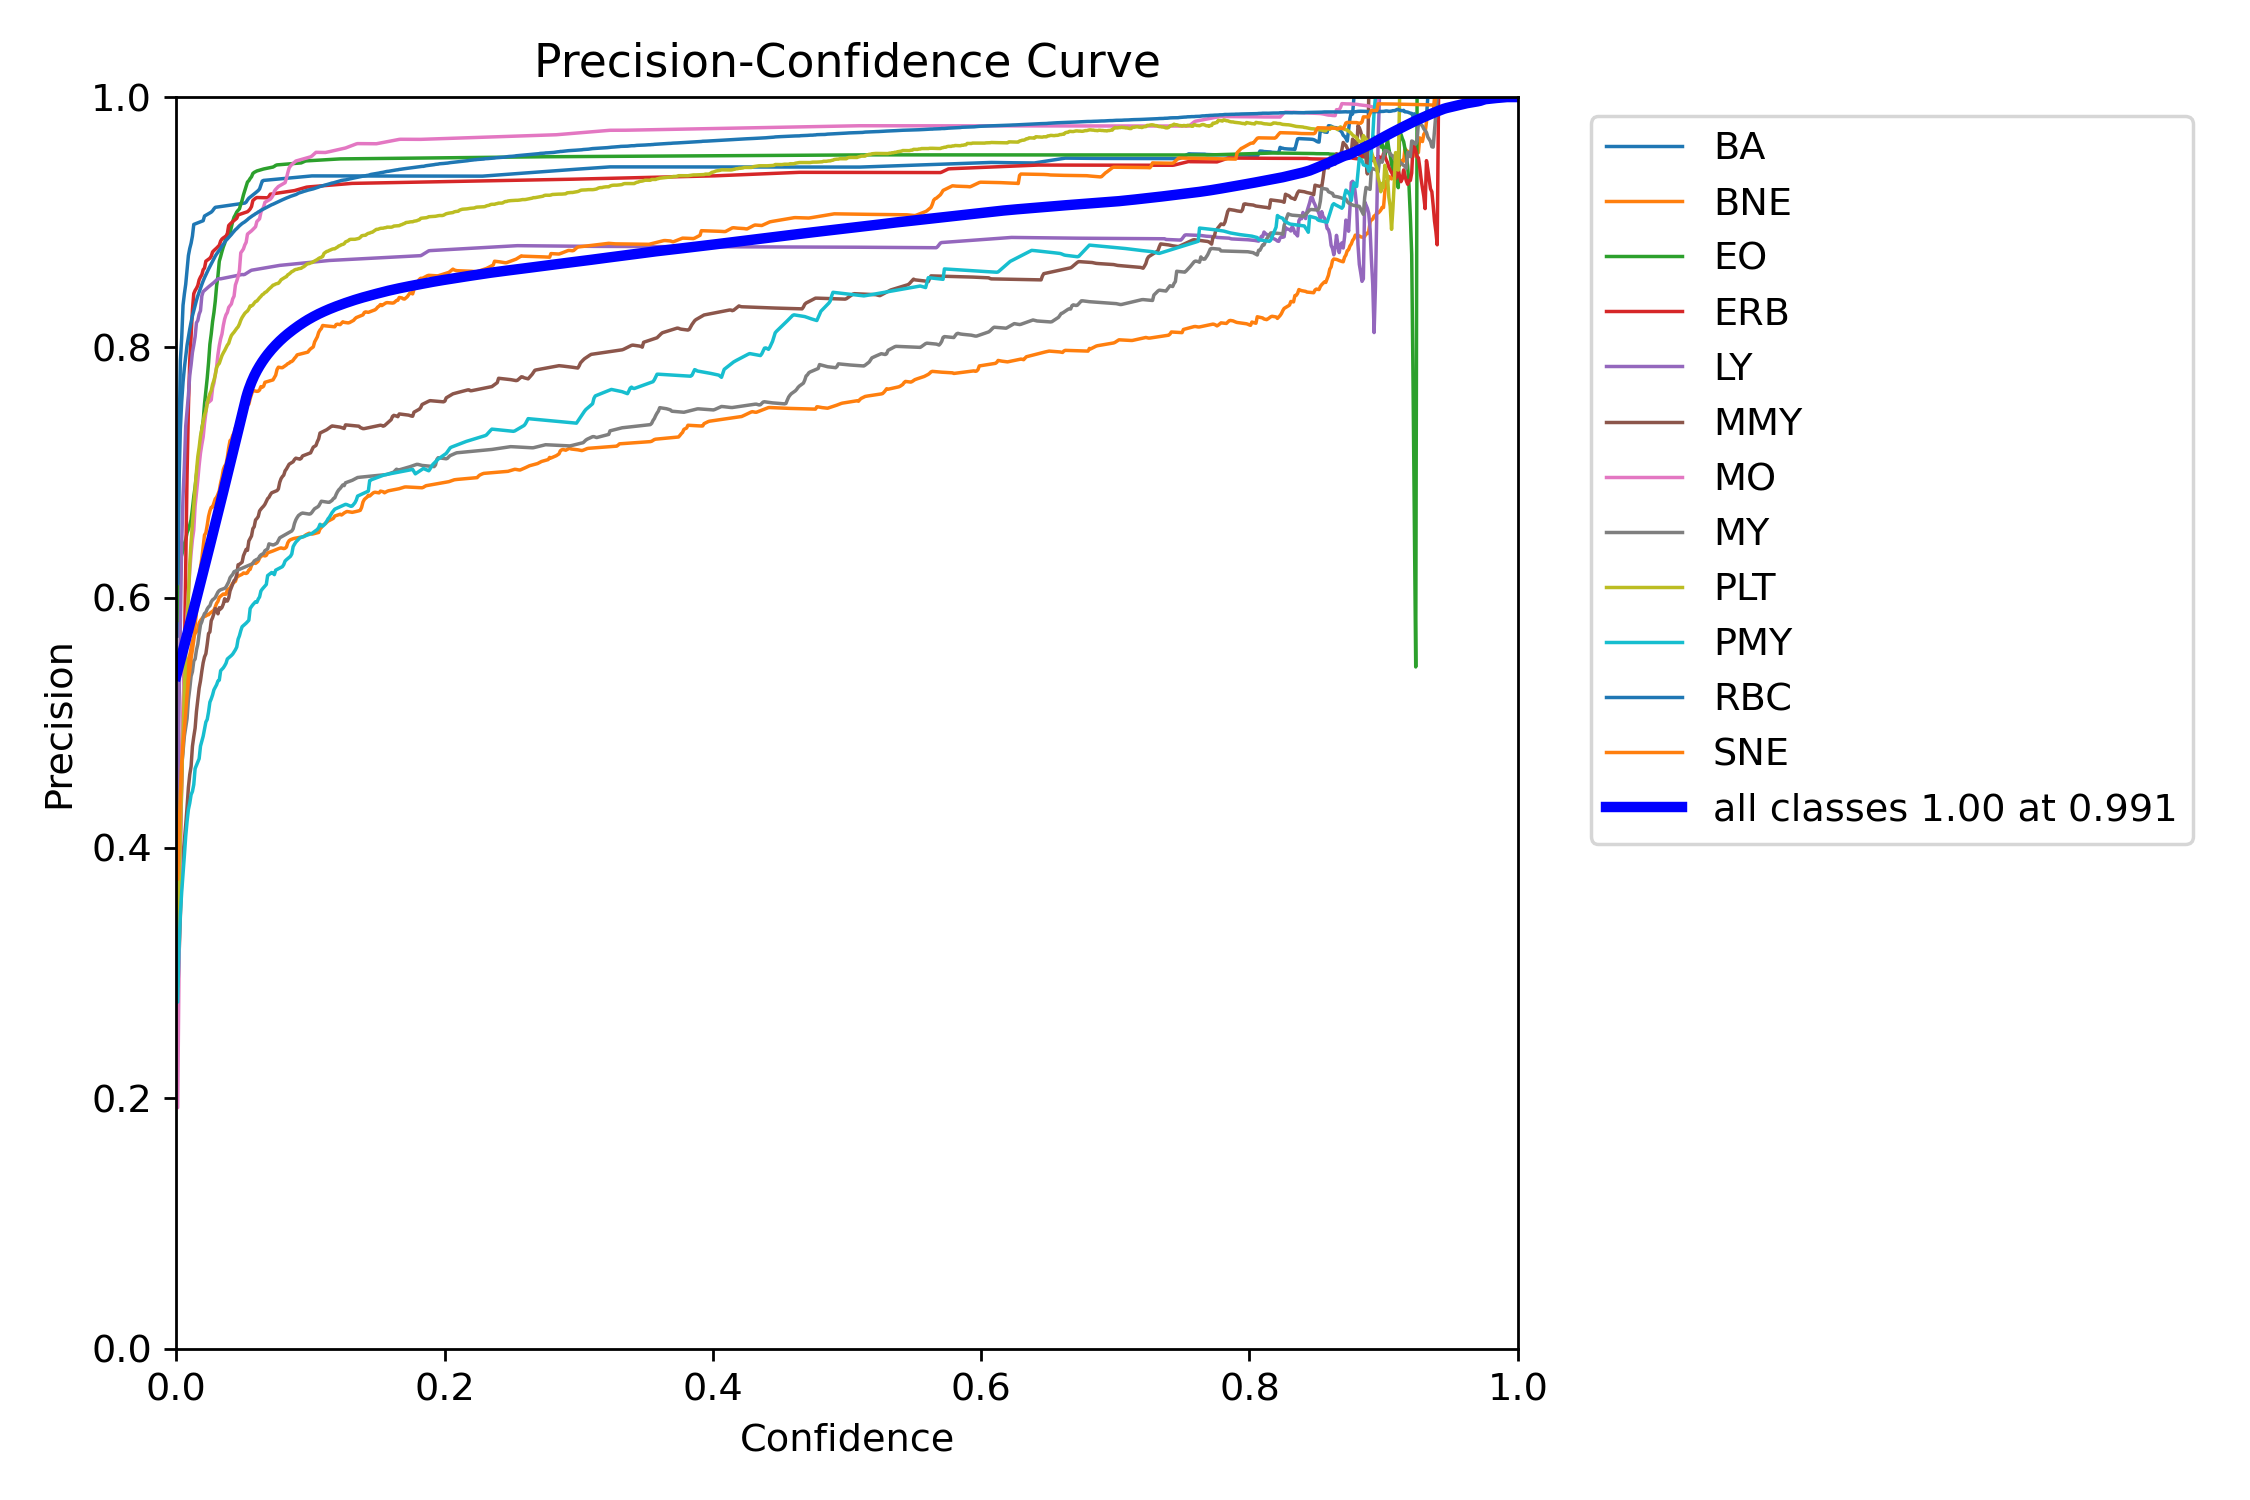 Precision-Confidence Curve
1.0
0.8
0.6
0.4
0.2
0.0
Precision
0.0 0.2 0.4 0.6 0.8 1.0
Confidence
BA
BNE
EO
ERB
LY
MMY
MO
MY
PLT
PMY
RBC
SNE
all classes 1.00 at 0.991